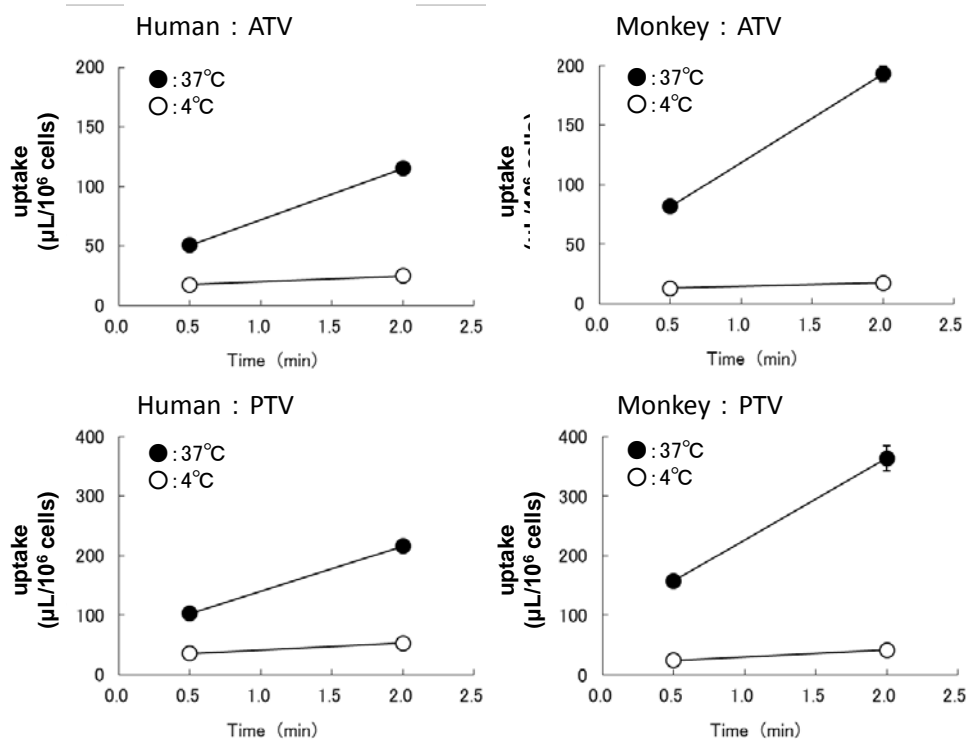 Human : ATV
uptake
(µL/10⁶ cells)
200
150
100
50
0
● : 37°C
○ : 4°C
0.0 0.5 1.0 1.5 2.0 2.5
Time (min)
Monkey : ATV
uptake
200
150
100
50
0
● : 37°C
○ : 4°C
0.0 0.5 1.0 1.5 2.0 2.5
Time (min)
Human : PTV
uptake
(µL/10⁶ cells)
400
300
200
100
0
● : 37°C
○ : 4°C
0.0 0.5 1.0 1.5 2.0 2.5
Time (min)
Monkey : PTV
uptake
(µL/10⁶ cells)
400
300
200
100
0
● : 37°C
○ : 4°C
0.0 0.5 1.0 1.5 2.0 2.5
Time (min)